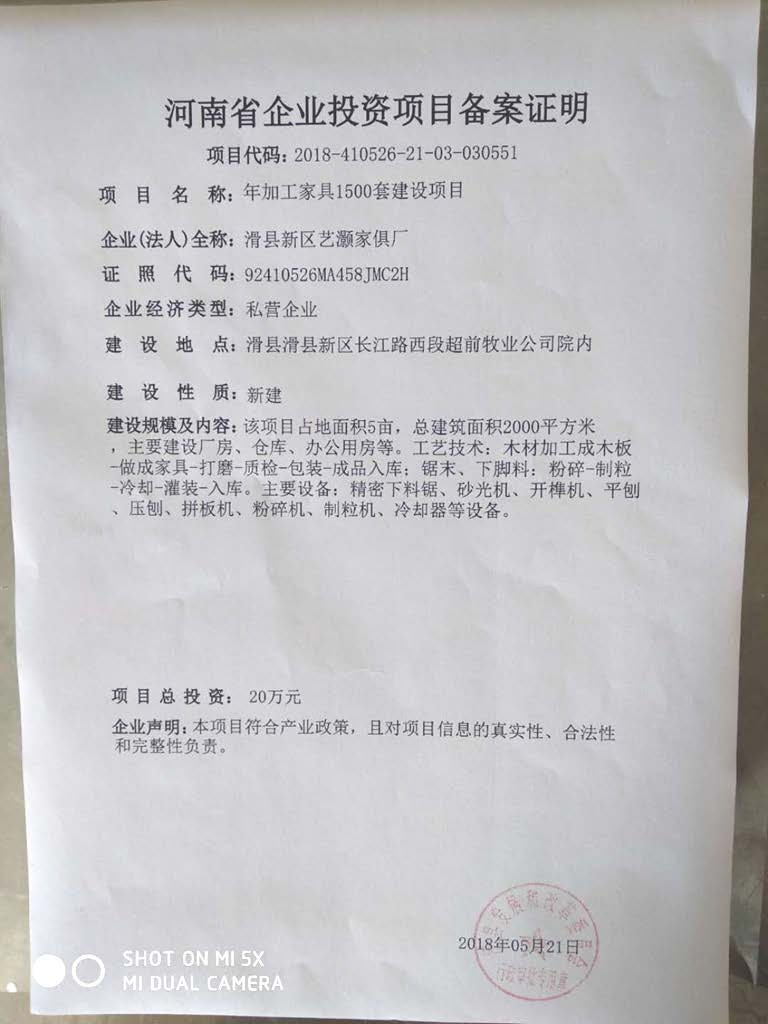 河南省企业投资项目备案证明
项目代码：2018-410526-21-03-030551
项目名称：年加工家具1500套建设项目
企业(法人)全称：滑县新区艺灏家俱厂
证照代码：92410526MA458JMC2H
企业经济类型：私营企业
建设地点：滑县滑县新区长江路西段超前牧业公司院内
建设性质：新建
建设规模及内容：该项目占地面积5亩，总建筑面积2000平方米
，主要建设厂房、仓库、办公用房等。工艺技术：木材加工成木板
-做成家具-打磨-质检-包装-成品入库；锯末、下脚料：粉碎-制粒
-冷却-灌装-入库。主要设备：精密下料锯、砂光机、开榫机、平刨
、压刨、拼板机、粉碎机、制粒机、冷却器等设备。
项目总投资：20万元
企业声明：本项目符合产业政策，且对项目信息的真实性、合法性
和完整性负责。
发展和改革委员会
2018年05月21日
SHOT ON MI 5X
MI DUAL CAMERA